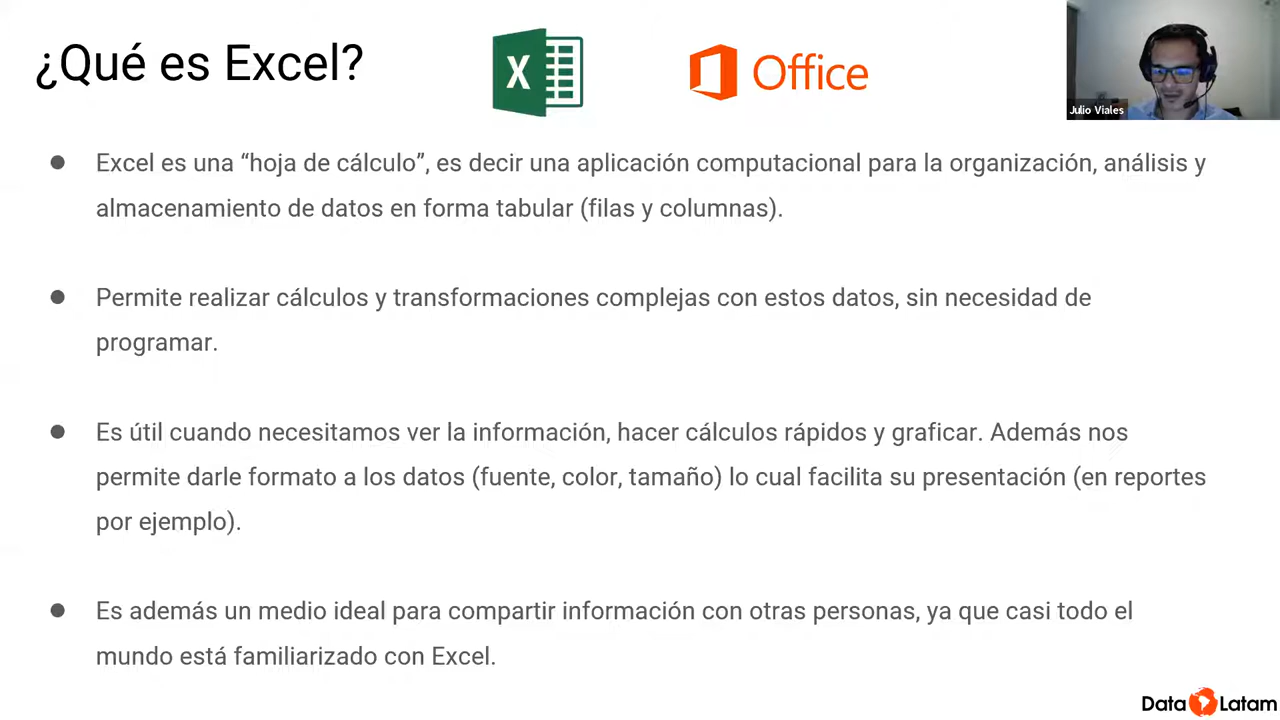 ¿Qué es Excel?
X
Office
Julio Viales
● Excel es una “hoja de cálculo”, es decir una aplicación computacional para la organización, análisis y
almacenamiento de datos en forma tabular (filas y columnas).
● Permite realizar cálculos y transformaciones complejas con estos datos, sin necesidad de
programar.
● Es útil cuando necesitamos ver la información, hacer cálculos rápidos y graficar. Además nos
permite darle formato a los datos (fuente, color, tamaño) lo cual facilita su presentación (en reportes
por ejemplo).
● Es además un medio ideal para compartir información con otras personas, ya que casi todo el
mundo está familiarizado con Excel.
Data Latam